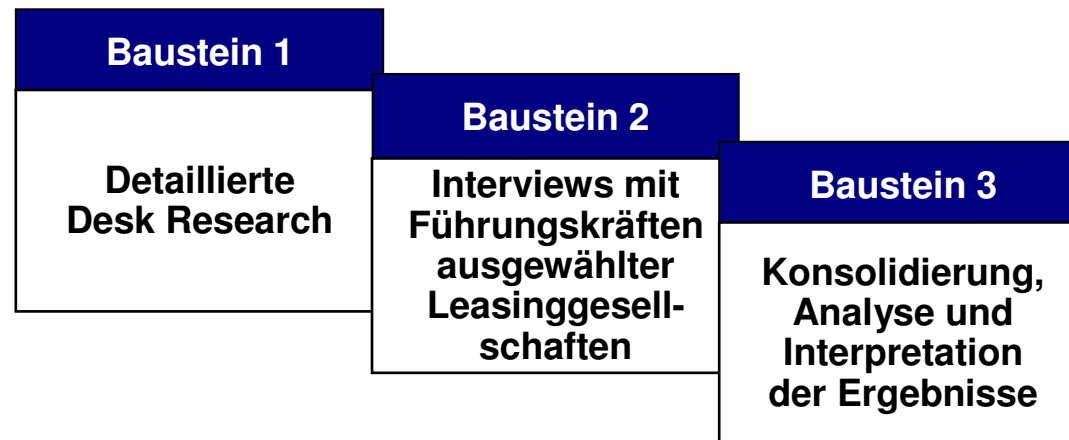 Baustein 1
Detaillierte
Desk Research
Baustein 2
Interviews mit
Führungskräften
ausgewählter
Leasinggesell-
schaften
Baustein 3
Konsolidierung,
Analyse und
Interpretation
der Ergebnisse